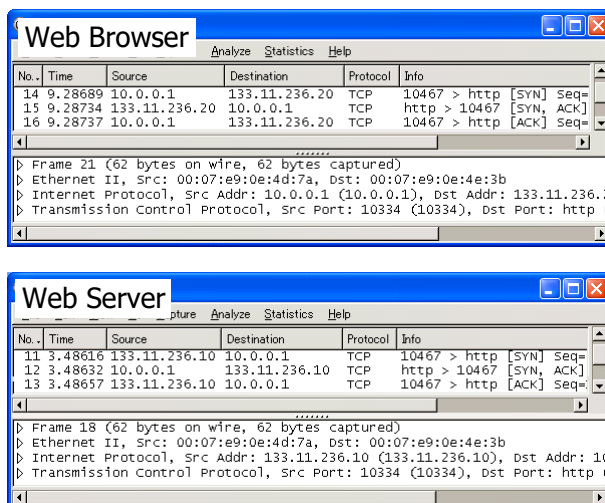 Web Browser
Analyze Statistics Help
No. Time Source Destination Protocol Info
14 9.28689 10.0.0.1 133.11.236.20 TCP 10467 > http [SYN] Seq=
15 9.28734 133.11.236.20 10.0.0.1 TCP http > 10467 [SYN, ACK]
16 9.28737 10.0.0.1 133.11.236.20 TCP 10467 > http [ACK] Seq=
Frame 21 (62 bytes on wire, 62 bytes captured)
Ethernet II, Src: 00:07:e9:0e:4d:7a, Dst: 00:07:e9:0e:4e:3b
Internet Protocol, Src Addr: 10.0.0.1 (10.0.0.1), Dst Addr: 133.11.236.
Transmission Control Protocol, Src Port: 10334 (10334), Dst Port: http
Web Server
pture Analyze Statistics Help
No. Time Source Destination Protocol Info
11 3.48616 133.11.236.10 10.0.0.1 TCP 10467 > http [SYN] Seq=
12 3.48632 10.0.0.1 133.11.236.10 TCP http > 10467 [SYN, ACK]
13 3.48657 133.11.236.10 10.0.0.1 TCP 10467 > http [ACK] Seq=
Frame 18 (62 bytes on wire, 62 bytes captured)
Ethernet II, Src: 00:07:e9:0e:4d:7a, Dst: 00:07:e9:0e:4e:3b
Internet Protocol, Src Addr: 133.11.236.10 (133.11.236.10), Dst Addr: 10
Transmission Control Protocol, Src Port: 10334 (10334), Dst Port: http